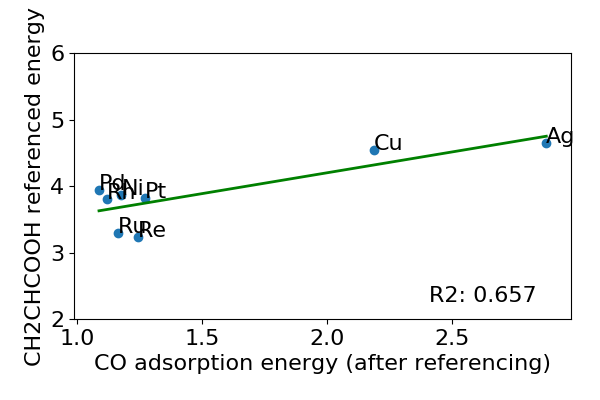 CH2CHCOOH referenced energy
6
5
4
3
2
Cu
Ag
Pd
Rh
Ni
Pt
Ru
Re
R2: 0.657
1.0
1.5
2.0
2.5
CO adsorption energy (after referencing)